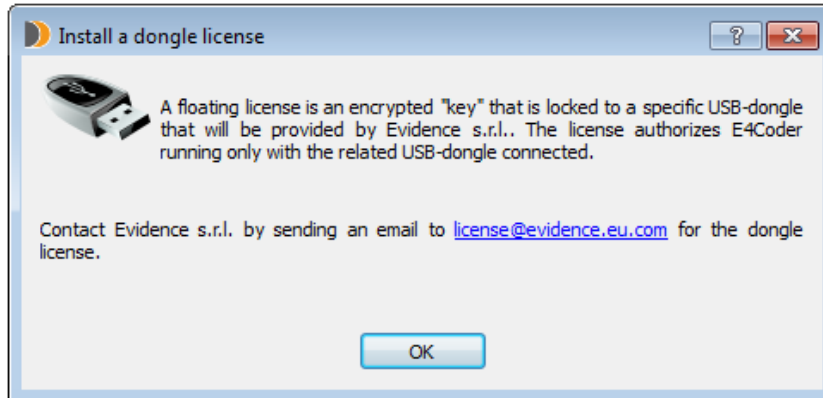 Install a dongle license
A floating license is an encrypted "key" that is locked to a specific USB-dongle
that will be provided by Evidence s.r.l.. The license authorizes E4Coder
running only with the related USB-dongle connected.
Contact Evidence s.r.l. by sending an email to license@evidence.eu.com for the dongle
license.
OK